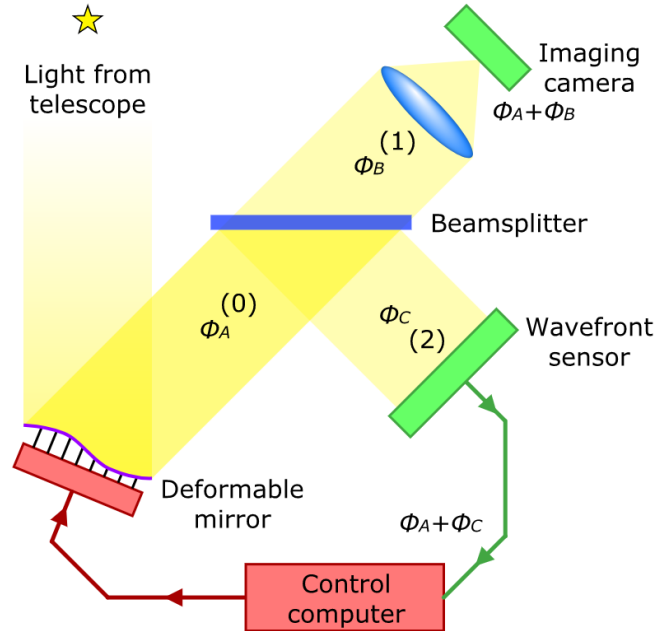 Light from
telescope
Imaging
camera
ΦA+ΦB
(1)
ΦB
Beamsplitter
(0)
ΦA
ΦC
(2)
Wavefront
sensor
Deformable
mirror
ΦA+ΦC
Control
computer